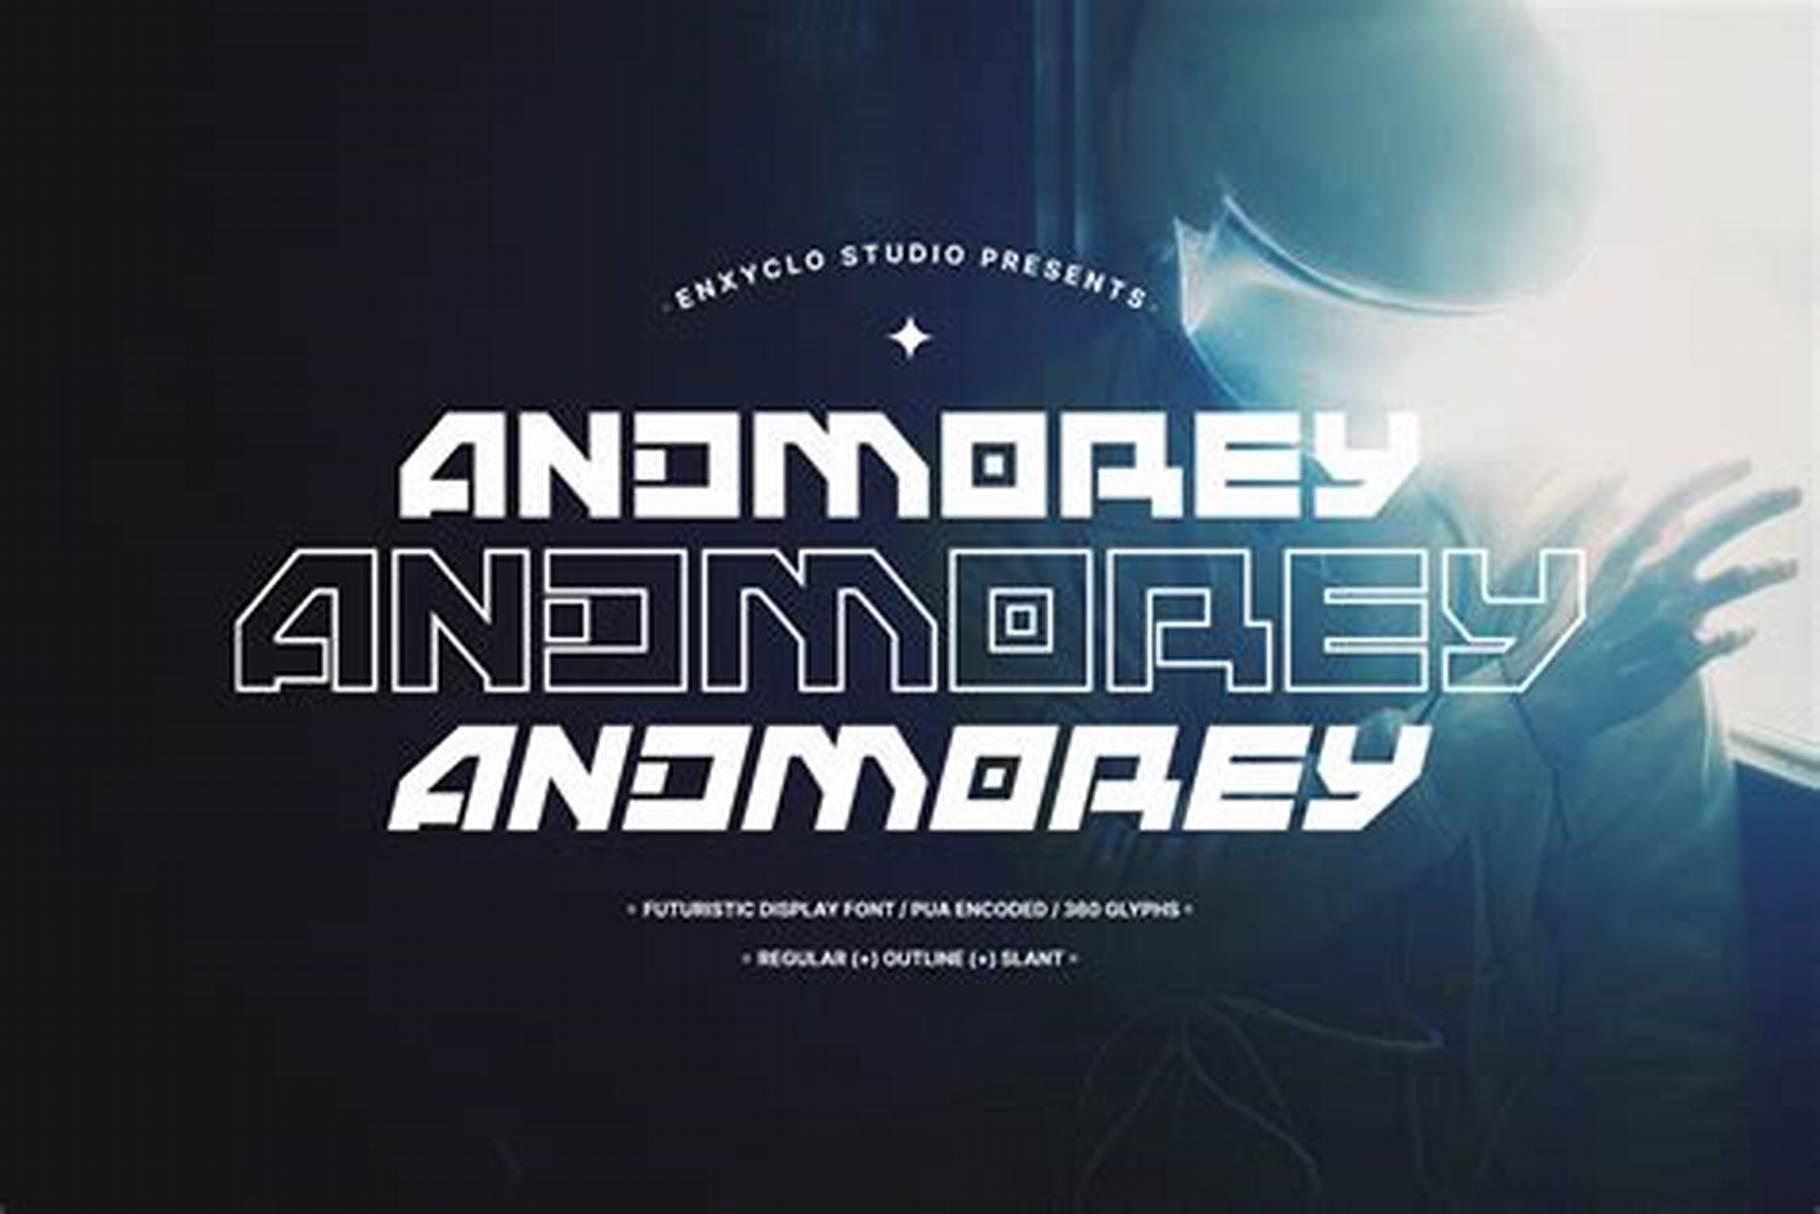 ENXYCLO STUDIO PRESENTS
ANDMOREY
ANDMOREY
ANDMOREY
FUTURISTIC DISPLAY FONT / PUA ENCODED / 360 GLYPHS
REGULAR (+) OUTLINE (+) SLANT